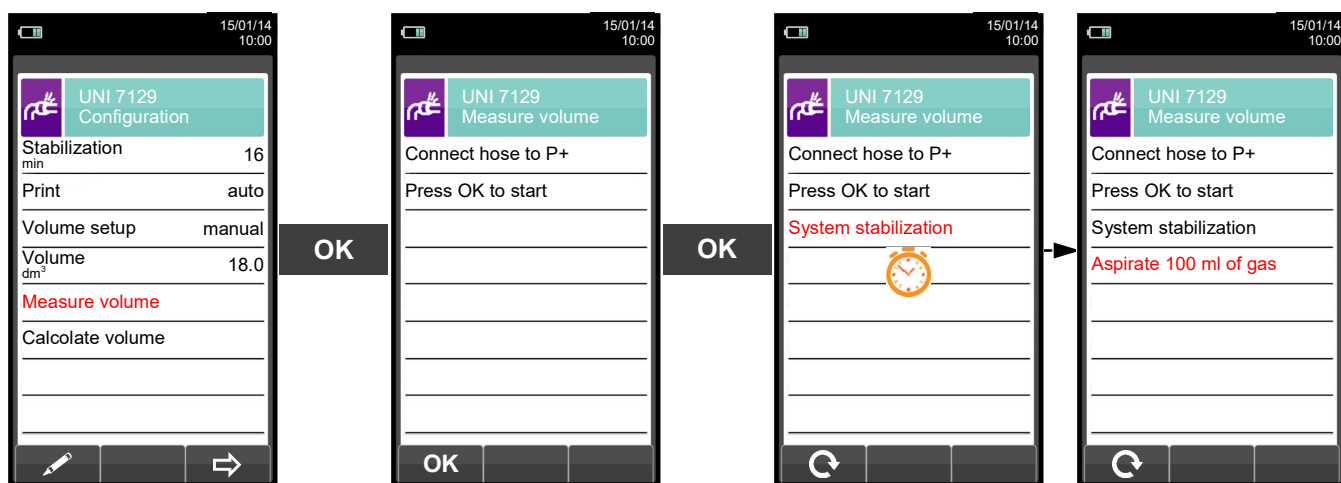 15/01/14
10:00
UNI 7129
Configuration
Stabilization
min
16
Print
auto
Volume setup
manual
Volume
dm³
18.0
Measure volume
Calcolate volume
OK
15/01/14
10:00
UNI 7129
Measure volume
Connect hose to P+
Press OK to start
OK
OK
15/01/14
10:00
UNI 7129
Measure volume
Connect hose to P+
Press OK to start
System stabilization
15/01/14
10:00
UNI 7129
Measure volume
Connect hose to P+
Press OK to start
System stabilization
Aspirate 100 ml of gas